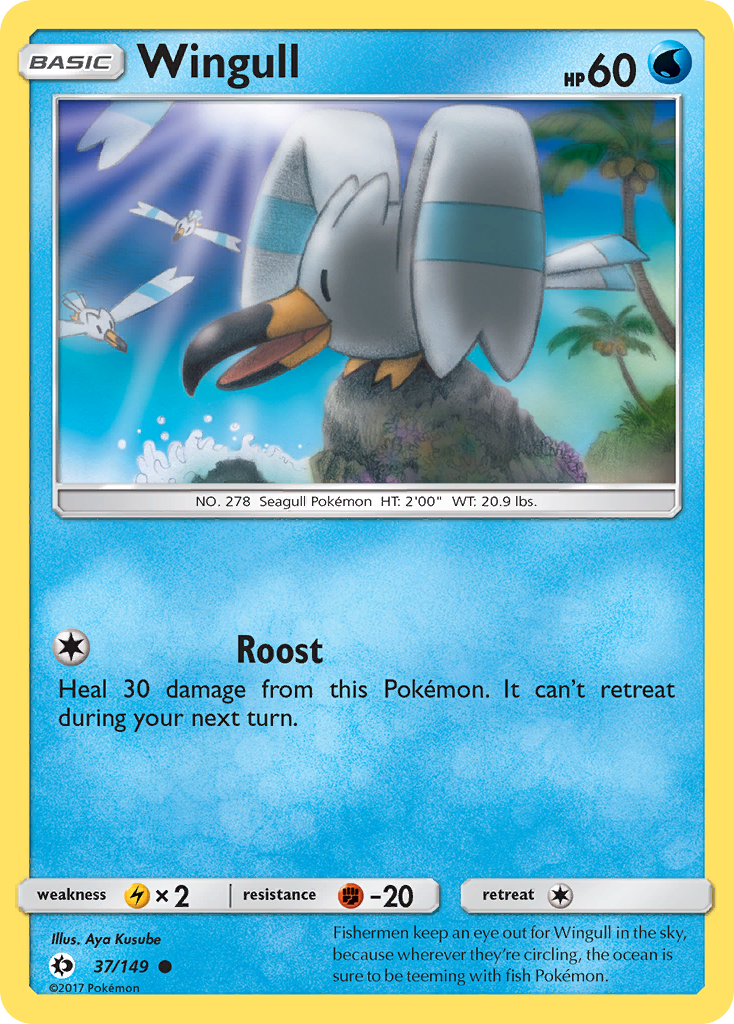 BASIC Wingull HP60
NO. 278 Seagull Pokémon HT: 2'00" WT: 20.9 lbs.
Roost
Heal 30 damage from this Pokémon. It can't retreat
during your next turn.
weakness ×2 resistance -20 retreat
Illus. Aya Kusube
37/149
©2017 Pokémon
Fishermen keep an eye out for Wingull in the sky,
because wherever they're circling, the ocean is
sure to be teeming with fish Pokémon.